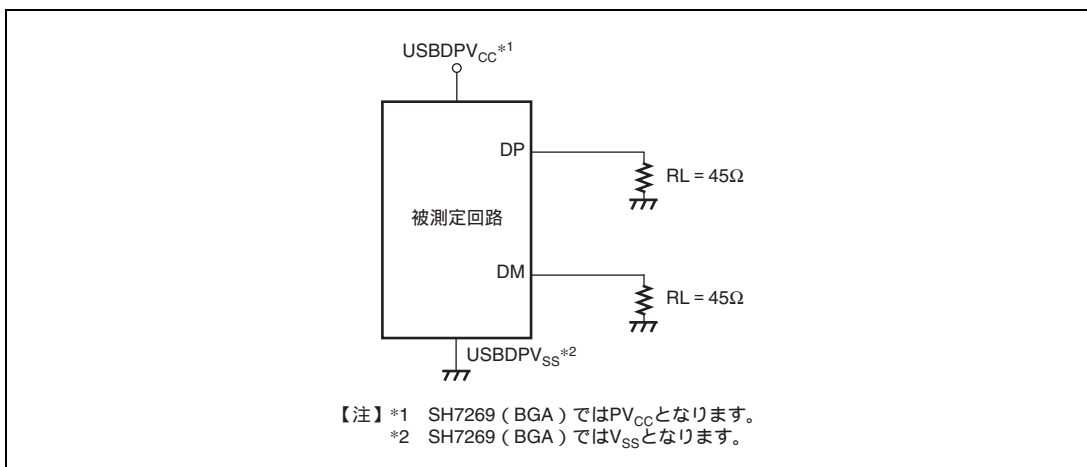 USBDPVCC*1
DP
RL = 45Ω
被測定回路
DM
RL = 45Ω
USBDPVSS*2
【注】*1 SH7269(BGA)ではPVCCとなります。
*2 SH7269(BGA)ではVSSとなります。